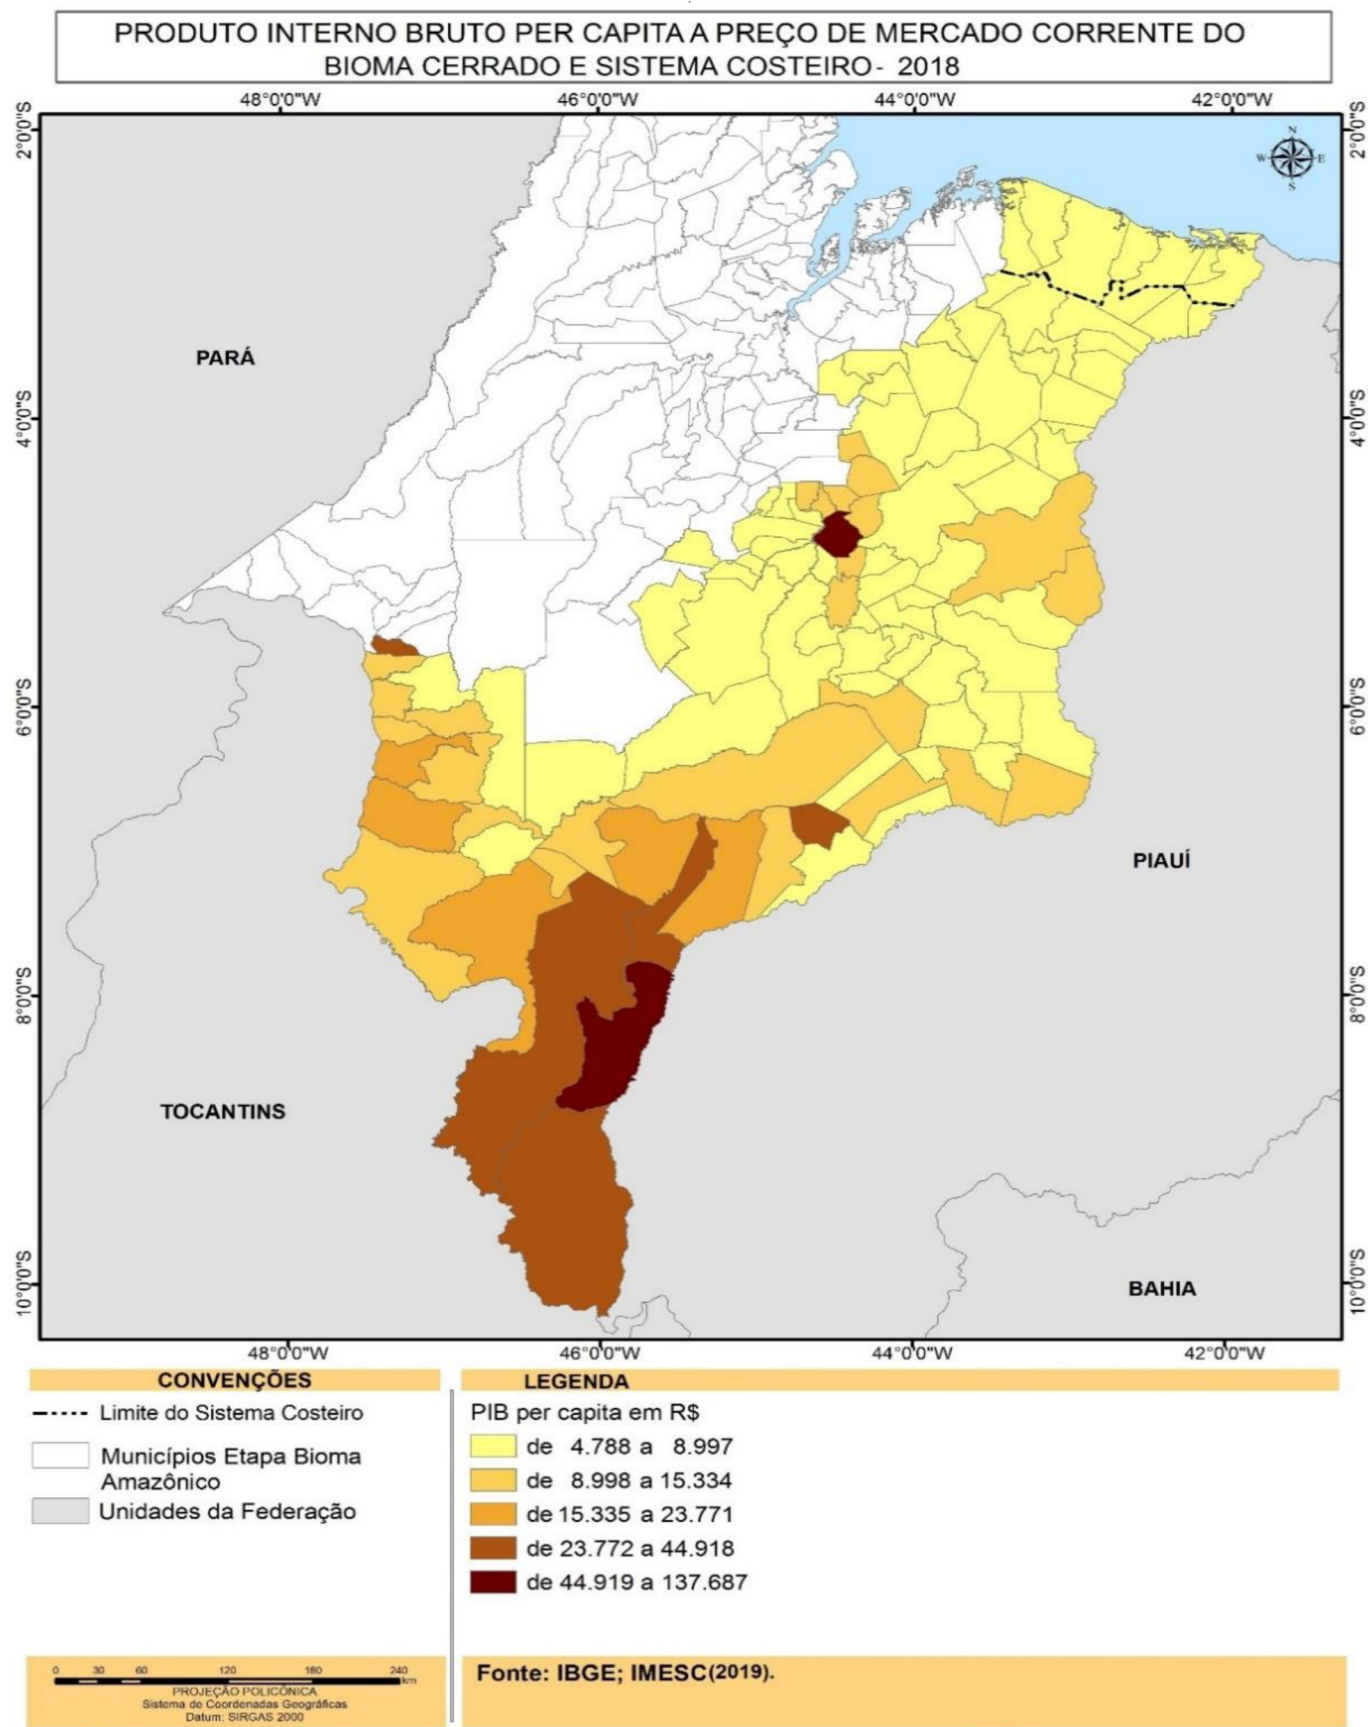 PRODUTO INTERNO BRUTO PER CAPITA A PREÇO DE MERCADO CORRENTE DO
BIOMA CERRADO E SISTEMA COSTEIRO - 2018
48°0'0"W 46°0'0"W 44°0'0"W 42°0'0"W
2°0'0"S
2°0'0"S
N
W E
S
PARÁ
4°0'0"S
4°0'0"S
6°0'0"S
6°0'0"S
PIAUÍ
8°0'0"S
8°0'0"S
TOCANTINS
BAHIA
10°0'0"S
10°0'0"S
48°0'0"W 46°0'0"W 44°0'0"W 42°0'0"W
CONVENÇÕES
Limite do Sistema Costeiro
Municípios Etapa Bioma
Amazônico
Unidades da Federação
LEGENDA
PIB per capita em R$
de 4.788 a 8.997
de 8.998 a 15.334
de 15.335 a 23.771
de 23.772 a 44.918
de 44.919 a 137.687
0 30 60 120 180 240
km
PROJEÇÃO POLICÔNICA
Sistema de Coordenadas Geográficas
Datum: SIRGAS 2000
Fonte: IBGE; IMESC(2019).